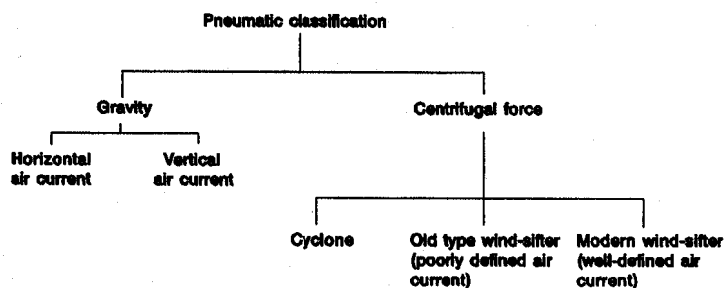 Pneumatic classification
Gravity
Centrifugal force
Horizontal
air current
Vertical
air current
Cyclone
Old type wind-sifter
(poorly defined air
current)
Modern wind-sifter
(well-defined air
current)